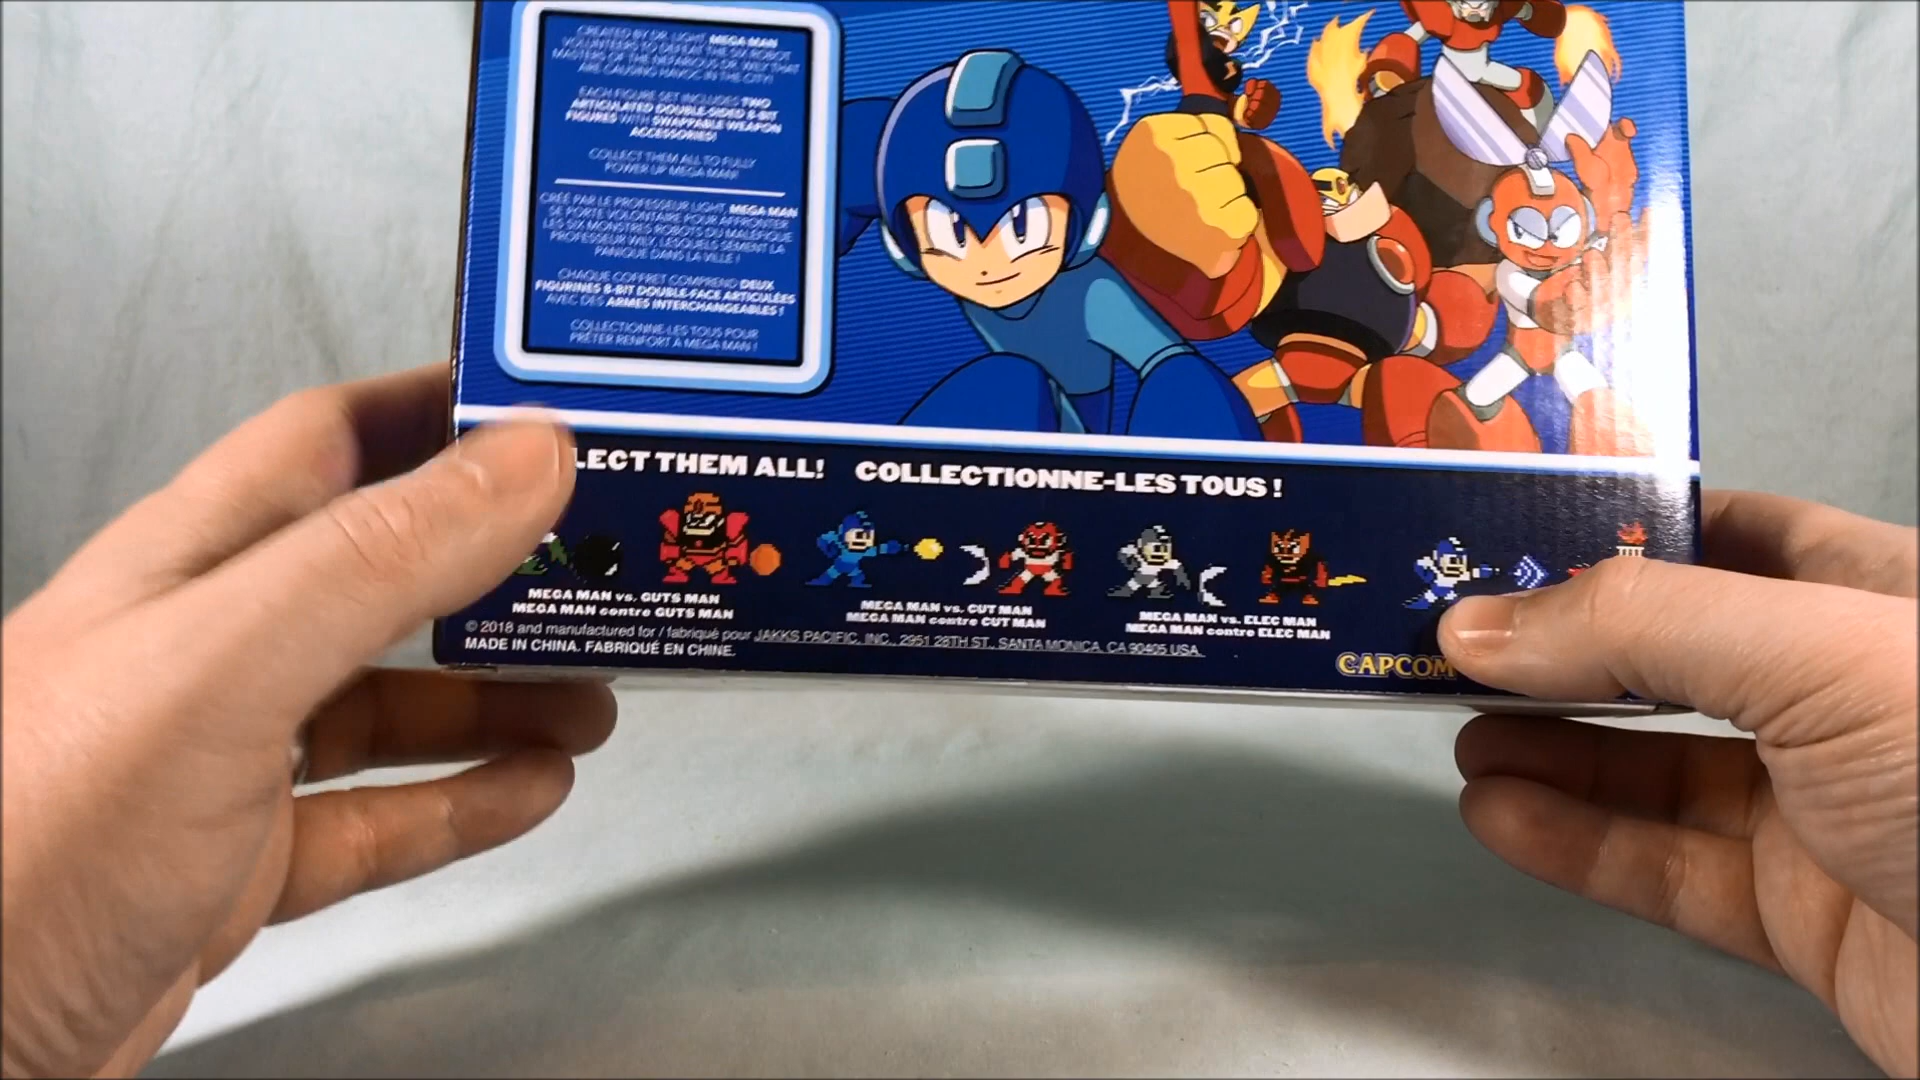 CREATED BY DR. LIGHT, MEGA MAN
VOLUNTEERS TO DEFEAT THE SIX ROBOT
MASTERS OF THE NEFARIOUS DR. WILY THAT
ARE CAUSING HAVOC IN THE CITY!
EACH FIGURE SET INCLUDES TWO
ARTICULATED DOUBLE-SIDED 8-BIT
FIGURES WITH SWAPPABLE WEAPON
ACCESSORIES!
COLLECT THEM ALL TO FULLY
POWER UP MEGA MAN!
CRÉÉ PAR LE PROFESSEUR LIGHT, MEGA MAN
SE PORTE VOLONTAIRE POUR AFFRONTER
LES SIX MONSTRES ROBOTS DU MALÉFIQUE
PROFESSEUR WILY, LESQUELS SÈMENT LA
PANIQUE DANS LA VILLE !
CHAQUE COFFRET COMPREND DEUX
FIGURINES 8-BIT DOUBLE-FACE ARTICULÉES
AVEC DES ARMES INTERCHANGEABLES !
COLLECTIONNE-LES TOUS POUR
PRÊTER RENFORT À MEGA MAN !
LECT THEM ALL! COLLECTIONNE-LES TOUS !
MEGA MAN vs. GUTS MAN
MEGA MAN contre GUTS MAN
MEGA MAN vs. CUT MAN
MEGA MAN contre CUT MAN
MEGA MAN vs. ELEC MAN
MEGA MAN contre ELEC MAN
© 2018 and manufactured for / fabriqué pour JAKKS PACIFIC, INC., 2951 28TH ST., SANTA MONICA, CA 90405 USA.
MADE IN CHINA. FABRIQUÉ EN CHINE.
CAPCOM